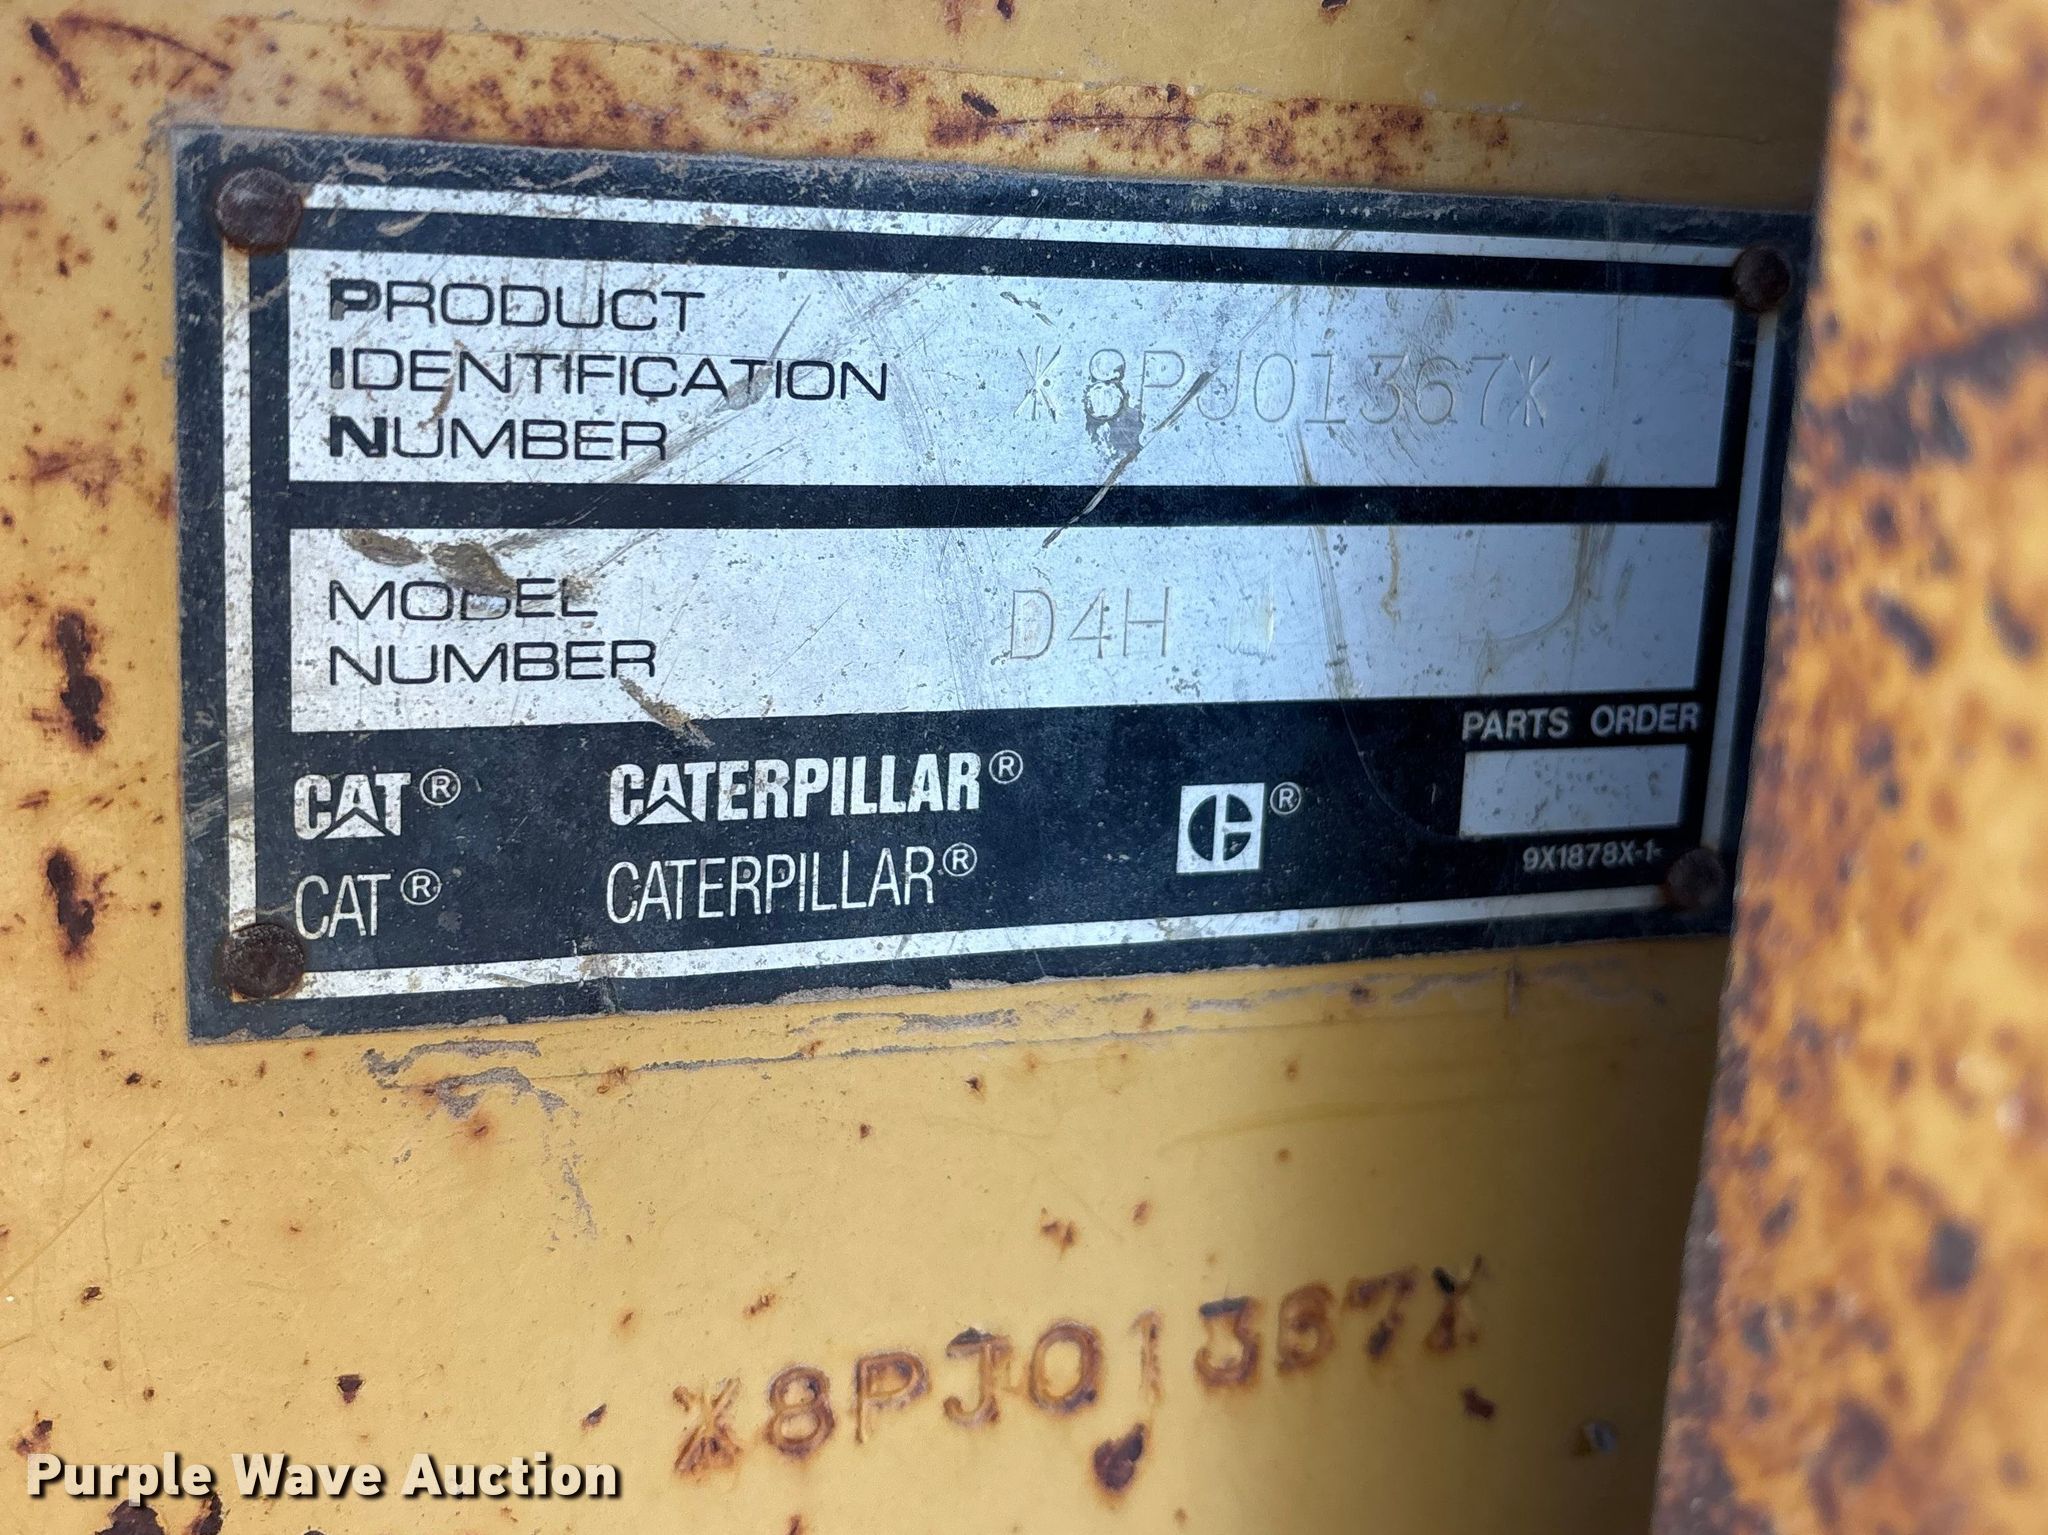 PRODUCT
IDENTIFICATION
NUMBER
*8PJ01367*
MODEL
NUMBER
D4H
PARTS ORDER
CAT® CATERPILLAR® ®
CAT® CATERPILLAR®
9X1878X-1-
*8PJ01367*
Purple Wave Auction